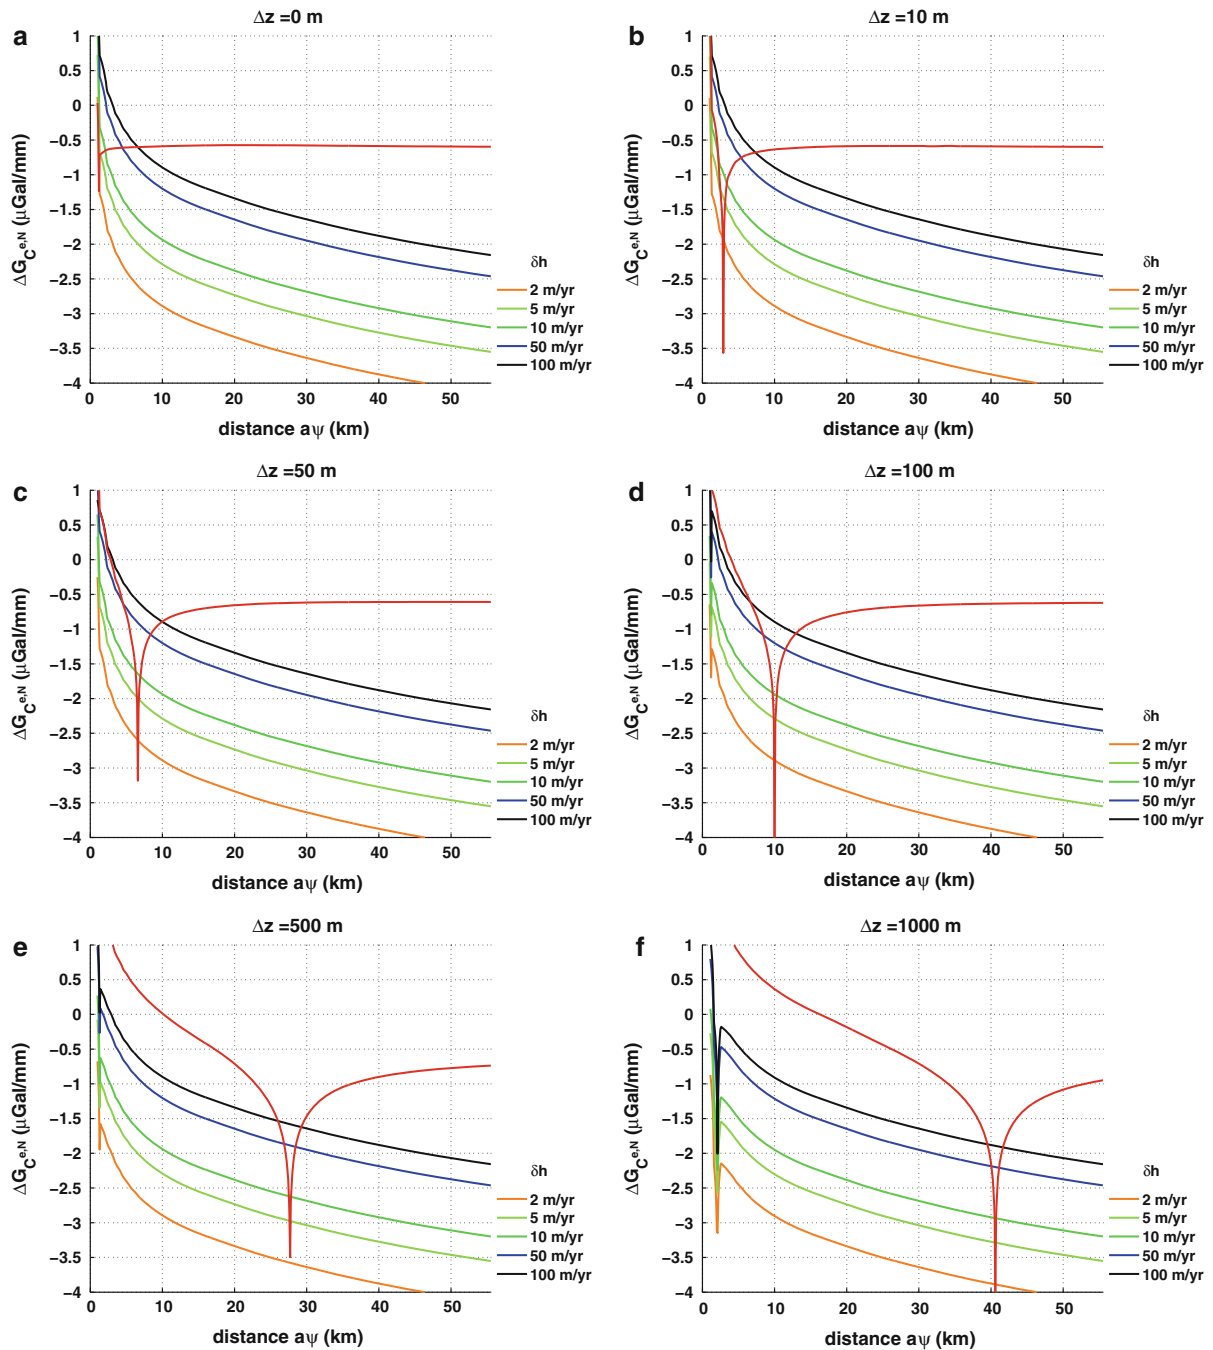 a
Δz =0 m
1
0.5
0
−0.5
−1
−1.5
−2
−2.5
−3
−3.5
−4
0 10 20 30 40 50
ΔG_C^e,N (μGal/mm)
distance aψ (km)
δh
2 m/yr
5 m/yr
10 m/yr
50 m/yr
100 m/yr
b
Δz =10 m
1
0.5
0
−0.5
−1
−1.5
−2
−2.5
−3
−3.5
−4
0 10 20 30 40 50
ΔG_C^e,N (μGal/mm)
distance aψ (km)
δh
2 m/yr
5 m/yr
10 m/yr
50 m/yr
100 m/yr
c
Δz =50 m
1
0.5
0
−0.5
−1
−1.5
−2
−2.5
−3
−3.5
−4
0 10 20 30 40 50
ΔG_C^e,N (μGal/mm)
distance aψ (km)
δh
2 m/yr
5 m/yr
10 m/yr
50 m/yr
100 m/yr
d
Δz =100 m
1
0.5
0
−0.5
−1
−1.5
−2
−2.5
−3
−3.5
−4
0 10 20 30 40 50
ΔG_C^e,N (μGal/mm)
distance aψ (km)
δh
2 m/yr
5 m/yr
10 m/yr
50 m/yr
100 m/yr
e
Δz =500 m
1
0.5
0
−0.5
−1
−1.5
−2
−2.5
−3
−3.5
−4
0 10 20 30 40 50
ΔG_C^e,N (μGal/mm)
distance aψ (km)
δh
2 m/yr
5 m/yr
10 m/yr
50 m/yr
100 m/yr
f
Δz =1000 m
1
0.5
0
−0.5
−1
−1.5
−2
−2.5
−3
−3.5
−4
0 10 20 30 40 50
ΔG_C^e,N (μGal/mm)
distance aψ (km)
δh
2 m/yr
5 m/yr
10 m/yr
50 m/yr
100 m/yr